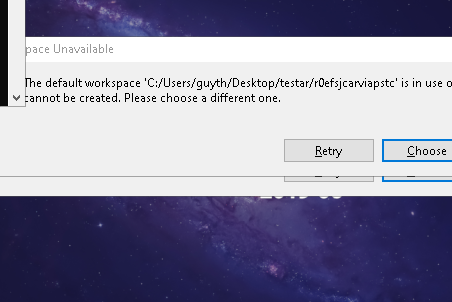 pace Unavailable
The default workspace 'C:/Users/guyth/Desktop/testar/r0efsjcarviapstc' is in use o
cannot be created. Please choose a different one.
Retry
Choose